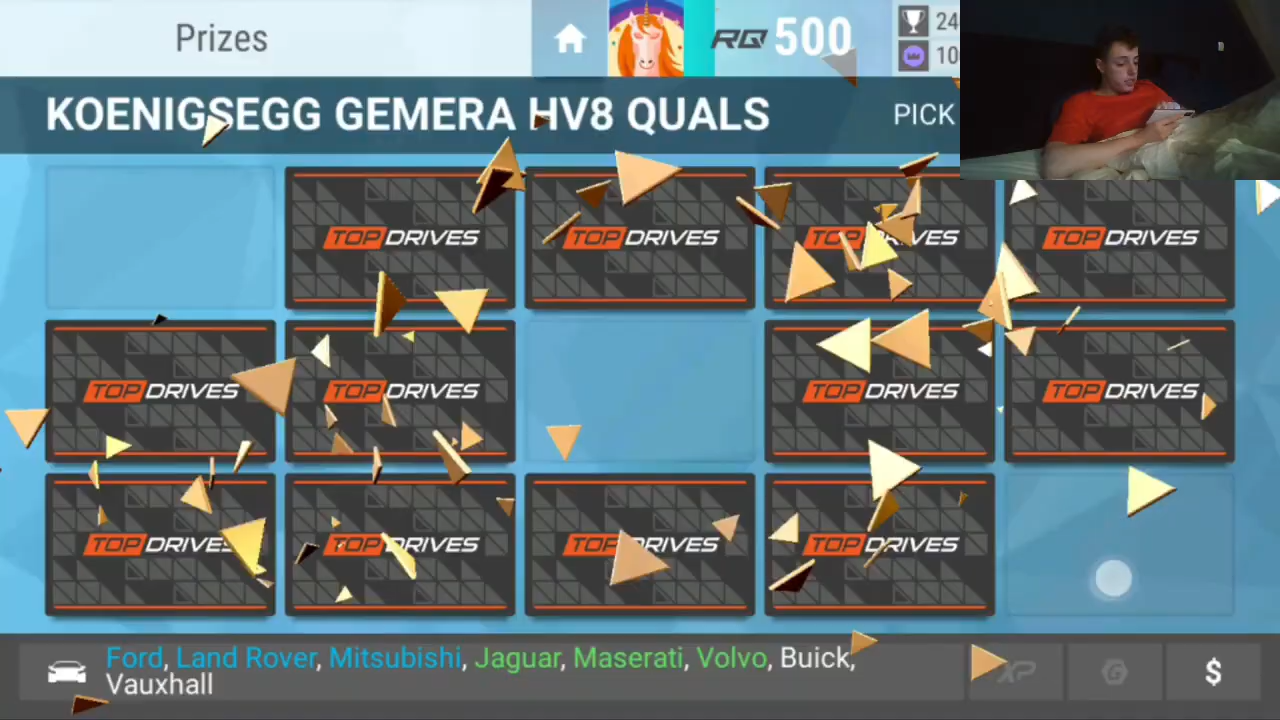 Prizes
RG 500
24
10
KOENIGSEGG GEMERA HV8 QUALS
PICK
TOP DRIVES
TOP DRIVES
TOP DRIVES
TOP DRIVES
TOP DRIVES
TOP DRIVES
TOP DRIVES
TOP DRIVES
TOP DRIVES
TOP DRIVES
TOP DRIVES
TOP DRIVES
Ford, Land Rover, Mitsubishi, Jaguar, Maserati, Volvo, Buick,
Vauxhall
XP
G
$